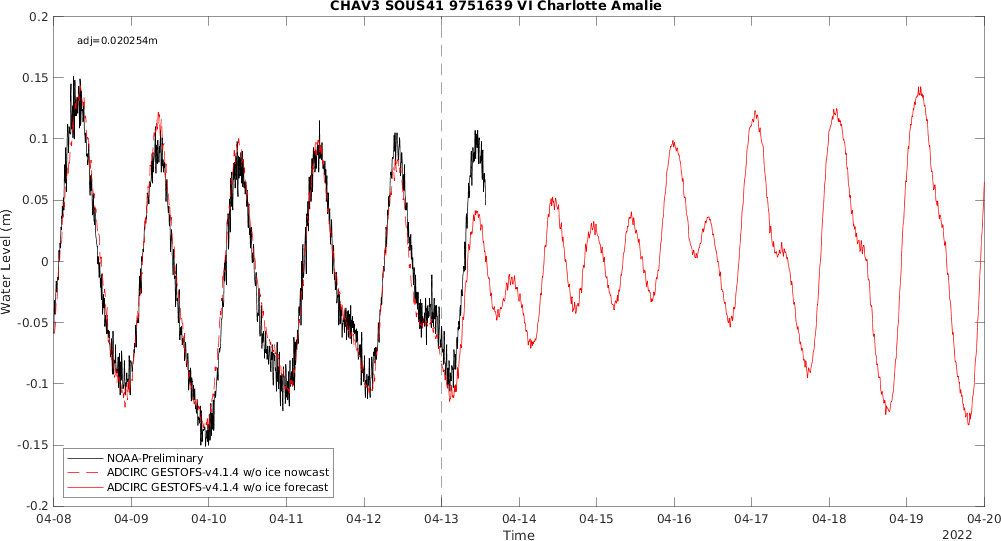 CHAV3 SOUS41 9751639 VI Charlotte Amalie
adj=0.020254m
0.2
0.15
0.1
0.05
0
-0.05
-0.1
-0.15
-0.2
Water Level (m)
NOAA-Preliminary
ADCIRC GESTOFS-v4.1.4 w/o ice nowcast
ADCIRC GESTOFS-v4.1.4 w/o ice forecast
04-08 04-09 04-10 04-11 04-12 04-13 04-14 04-15 04-16 04-17 04-18 04-19 04-20
Time
2022